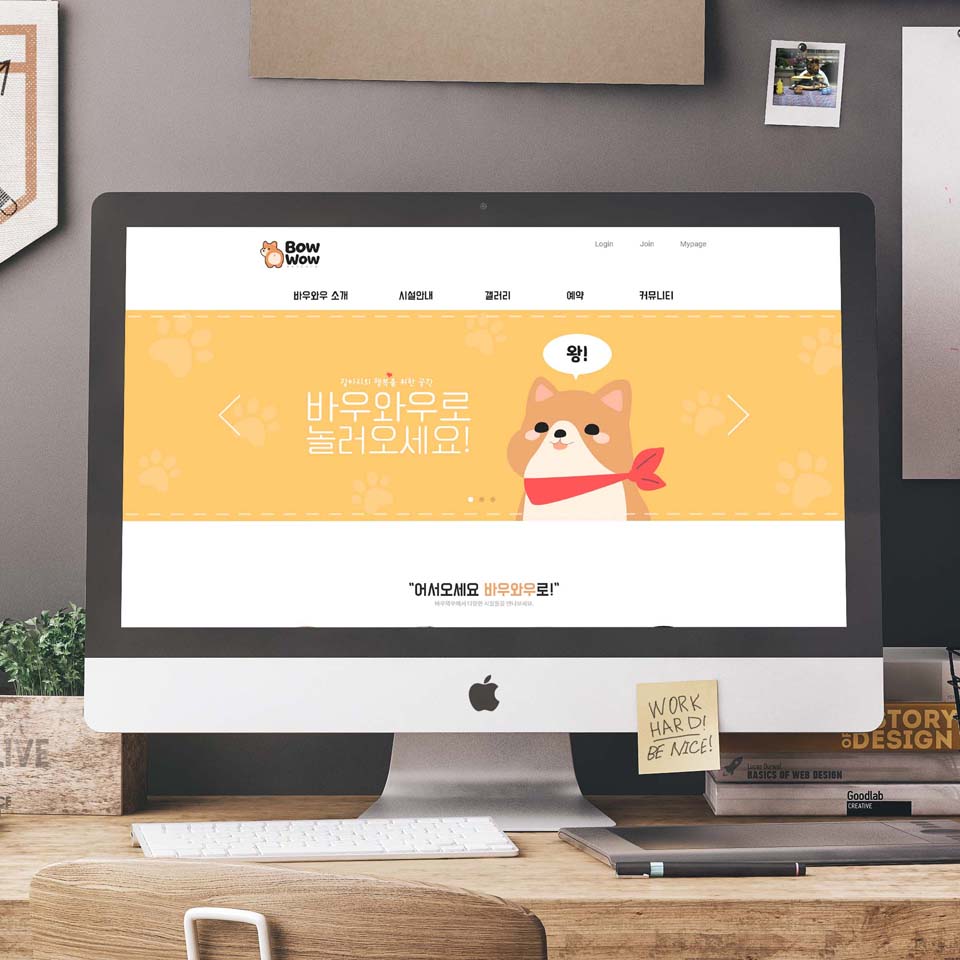 Bow
Wow
Login Join Mypage
바우와우 소개 시설안내 갤러리 예약 커뮤니티
왕!
강아지의 행복을 위한 공간
바우와우로
놀러오세요!
"어서오세요 바우와우로!"
WORK
HARD!
BE NICE!
LIVE
STORY
OF DESIGN
BASICS OF WEB DESIGN
Goodlab
CREATIVE